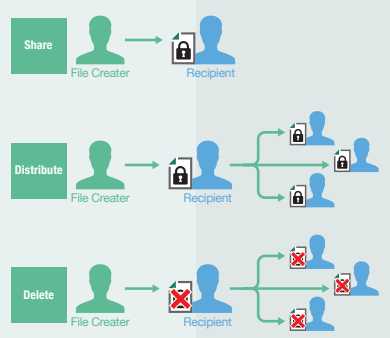 Share
File Creater
Recipient
Distribute
File Creater
Recipient
Delete
File Creater
Recipient